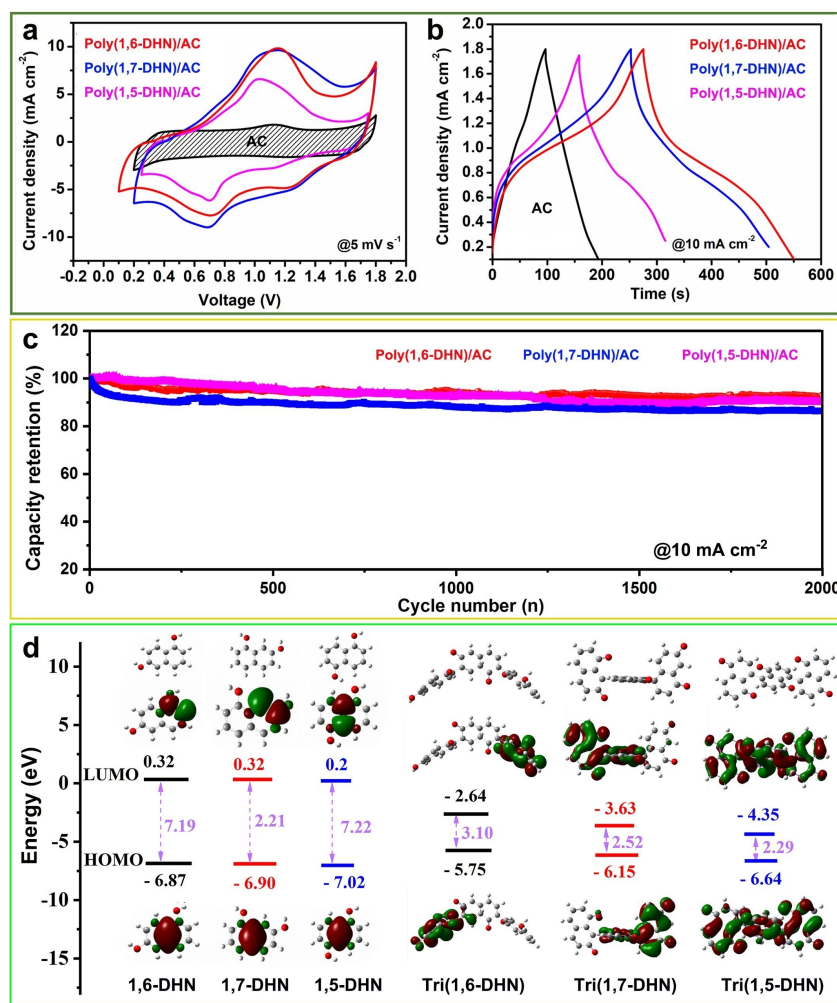 a
Poly(1,6-DHN)/AC
Poly(1,7-DHN)/AC
Poly(1,5-DHN)/AC
AC
@5 mV s⁻¹
Current density (mA cm⁻²)
10
5
0
-5
-10
-0.2 0.0 0.2 0.4 0.6 0.8 1.0 1.2 1.4 1.6 1.8 2.0
Voltage (V)
b
Poly(1,6-DHN)/AC
Poly(1,7-DHN)/AC
Poly(1,5-DHN)/AC
AC
@10 mA cm⁻²
Current density (mA cm⁻²)
2.0
1.8
1.6
1.4
1.2
1.0
0.8
0.6
0.4
0.2
0 100 200 300 400 500 600
Time (s)
c
Poly(1,6-DHN)/AC Poly(1,7-DHN)/AC Poly(1,5-DHN)/AC
@10 mA cm⁻²
Capacity retention (%)
120
100
80
60
40
20
0 500 1000 1500 2000
Cycle number (n)
d
Energy (eV)
10
5
0
-5
-10
-15
LUMO
HOMO
0.32 0.32 0.2
7.19 2.21 7.22
- 6.87 - 6.90 - 7.02
- 2.64 - 3.63 - 4.35
3.10 2.52 2.29
- 5.75 - 6.15 - 6.64
1,6-DHN 1,7-DHN 1,5-DHN Tri(1,6-DHN) Tri(1,7-DHN) Tri(1,5-DHN)